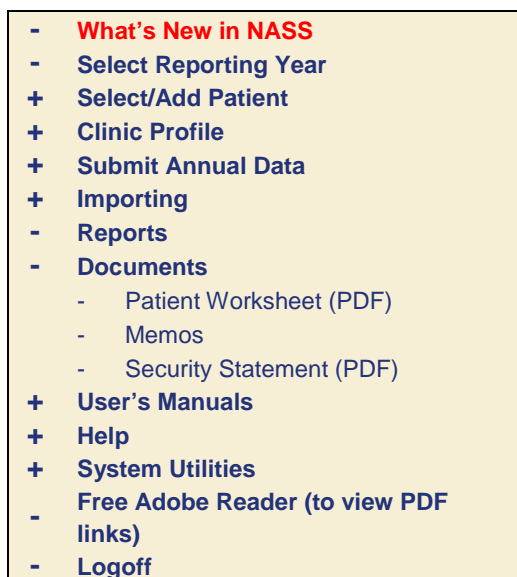 - What's New in NASS
- Select Reporting Year
+ Select/Add Patient
+ Clinic Profile
+ Submit Annual Data
+ Importing
- Reports
- Documents
- Patient Worksheet (PDF)
- Memos
- Security Statement (PDF)
+ User's Manuals
+ Help
+ System Utilities
- Free Adobe Reader (to view PDF
links)
- Logoff